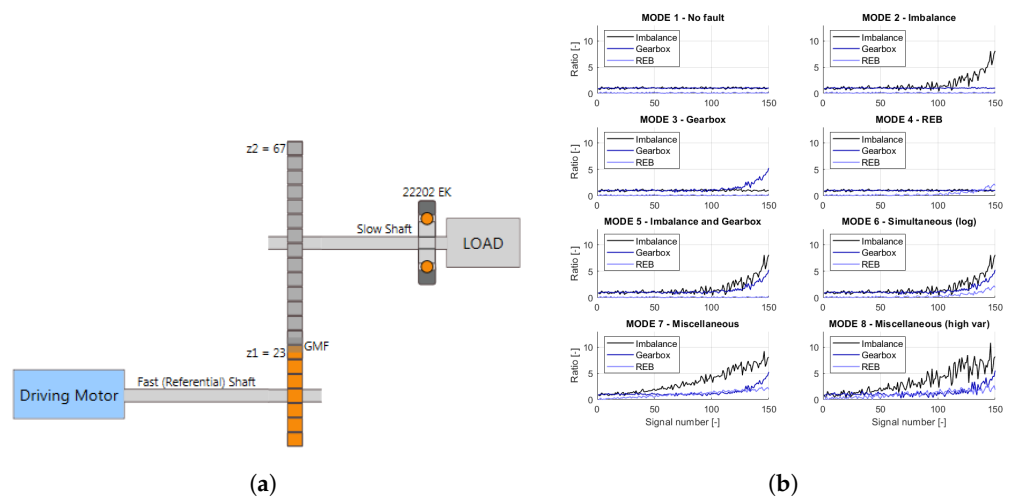 z2 = 67
22202 EK
Slow Shaft
LOAD
z1 = 23
GMF
Fast (Referential) Shaft
Driving Motor
(a)
MODE 1 - No fault
Ratio [-]
10
5
0
0 50 100 150
Imbalance
Gearbox
REB
MODE 2 - Imbalance
10
5
0
0 50 100 150
Imbalance
Gearbox
REB
MODE 3 - Gearbox
Ratio [-]
10
5
0
0 50 100 150
Imbalance
Gearbox
REB
MODE 4 - REB
10
5
0
0 50 100 150
Imbalance
Gearbox
REB
MODE 5 - Imbalance and Gearbox
Ratio [-]
10
5
0
0 50 100 150
Imbalance
Gearbox
REB
MODE 6 - Simultaneous (log)
10
5
0
0 50 100 150
Imbalance
Gearbox
REB
MODE 7 - Miscellaneous
Ratio [-]
10
5
0
0 50 100 150
Imbalance
Gearbox
REB
Signal number [-]
MODE 8 - Miscellaneous (high var)
10
5
0
0 50 100 150
Imbalance
Gearbox
REB
Signal number [-]
(b)